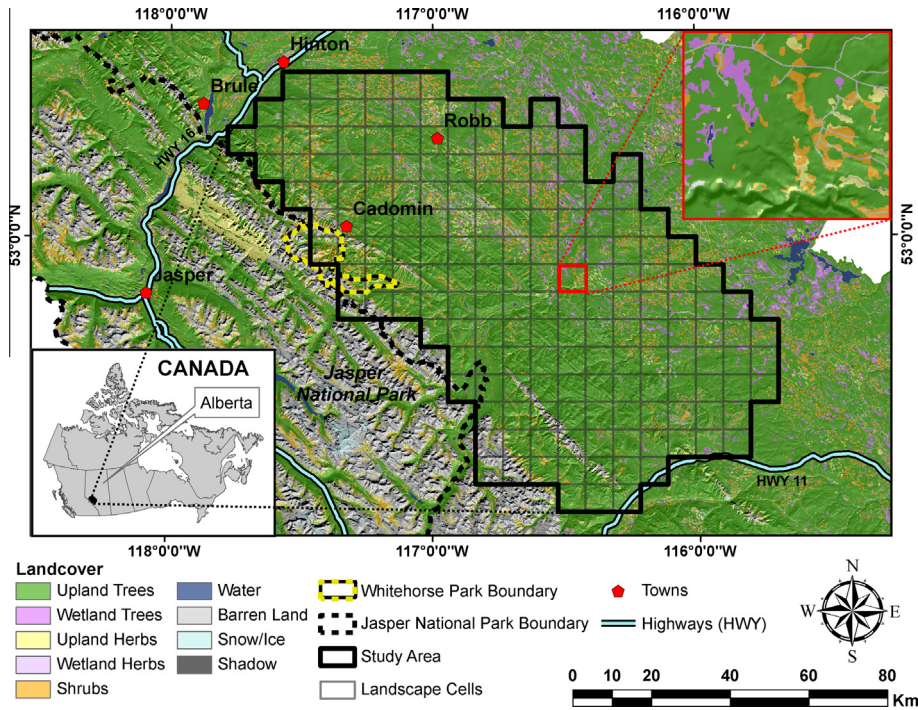 118°0'0"W
117°0'0"W
116°0'0"W
Hinton
Brule
HWY 16
Robb
Cadomin
53°0'0"N
53°0'0"N
Jasper
Jasper
National Park
CANADA
Alberta
HWY 11
118°0'0"W
117°0'0"W
116°0'0"W
Landcover
Upland Trees
Wetland Trees
Upland Herbs
Wetland Herbs
Shrubs
Water
Barren Land
Snow/Ice
Shadow
Whitehorse Park Boundary
Jasper National Park Boundary
Study Area
Landscape Cells
Towns
Highways (HWY)
N
W
E
S
0 10 20 40 60 80
Km